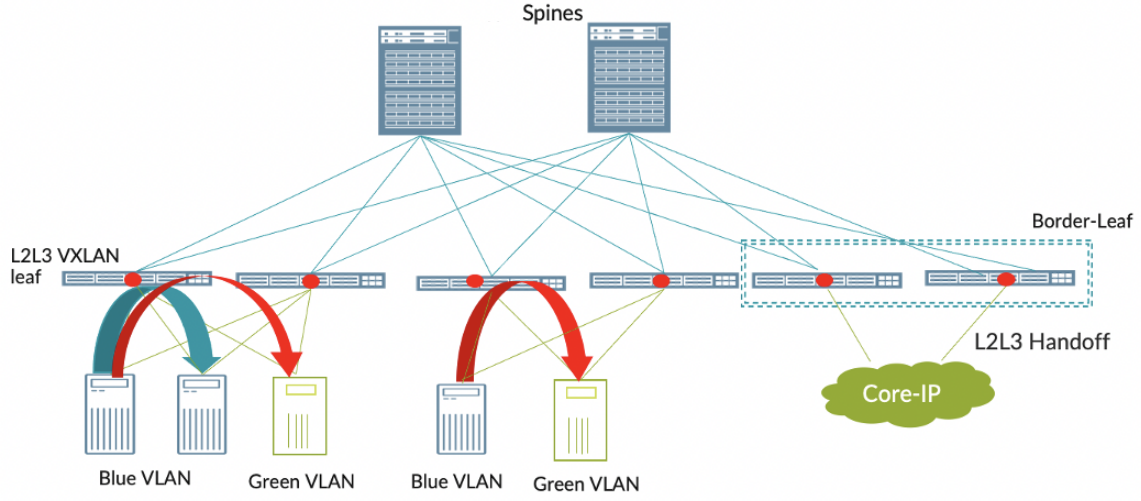 Spines
Border-Leaf
L2L3 VXLAN
leaf
L2L3 Handoff
Core-IP
Blue VLAN
Green VLAN
Blue VLAN
Green VLAN